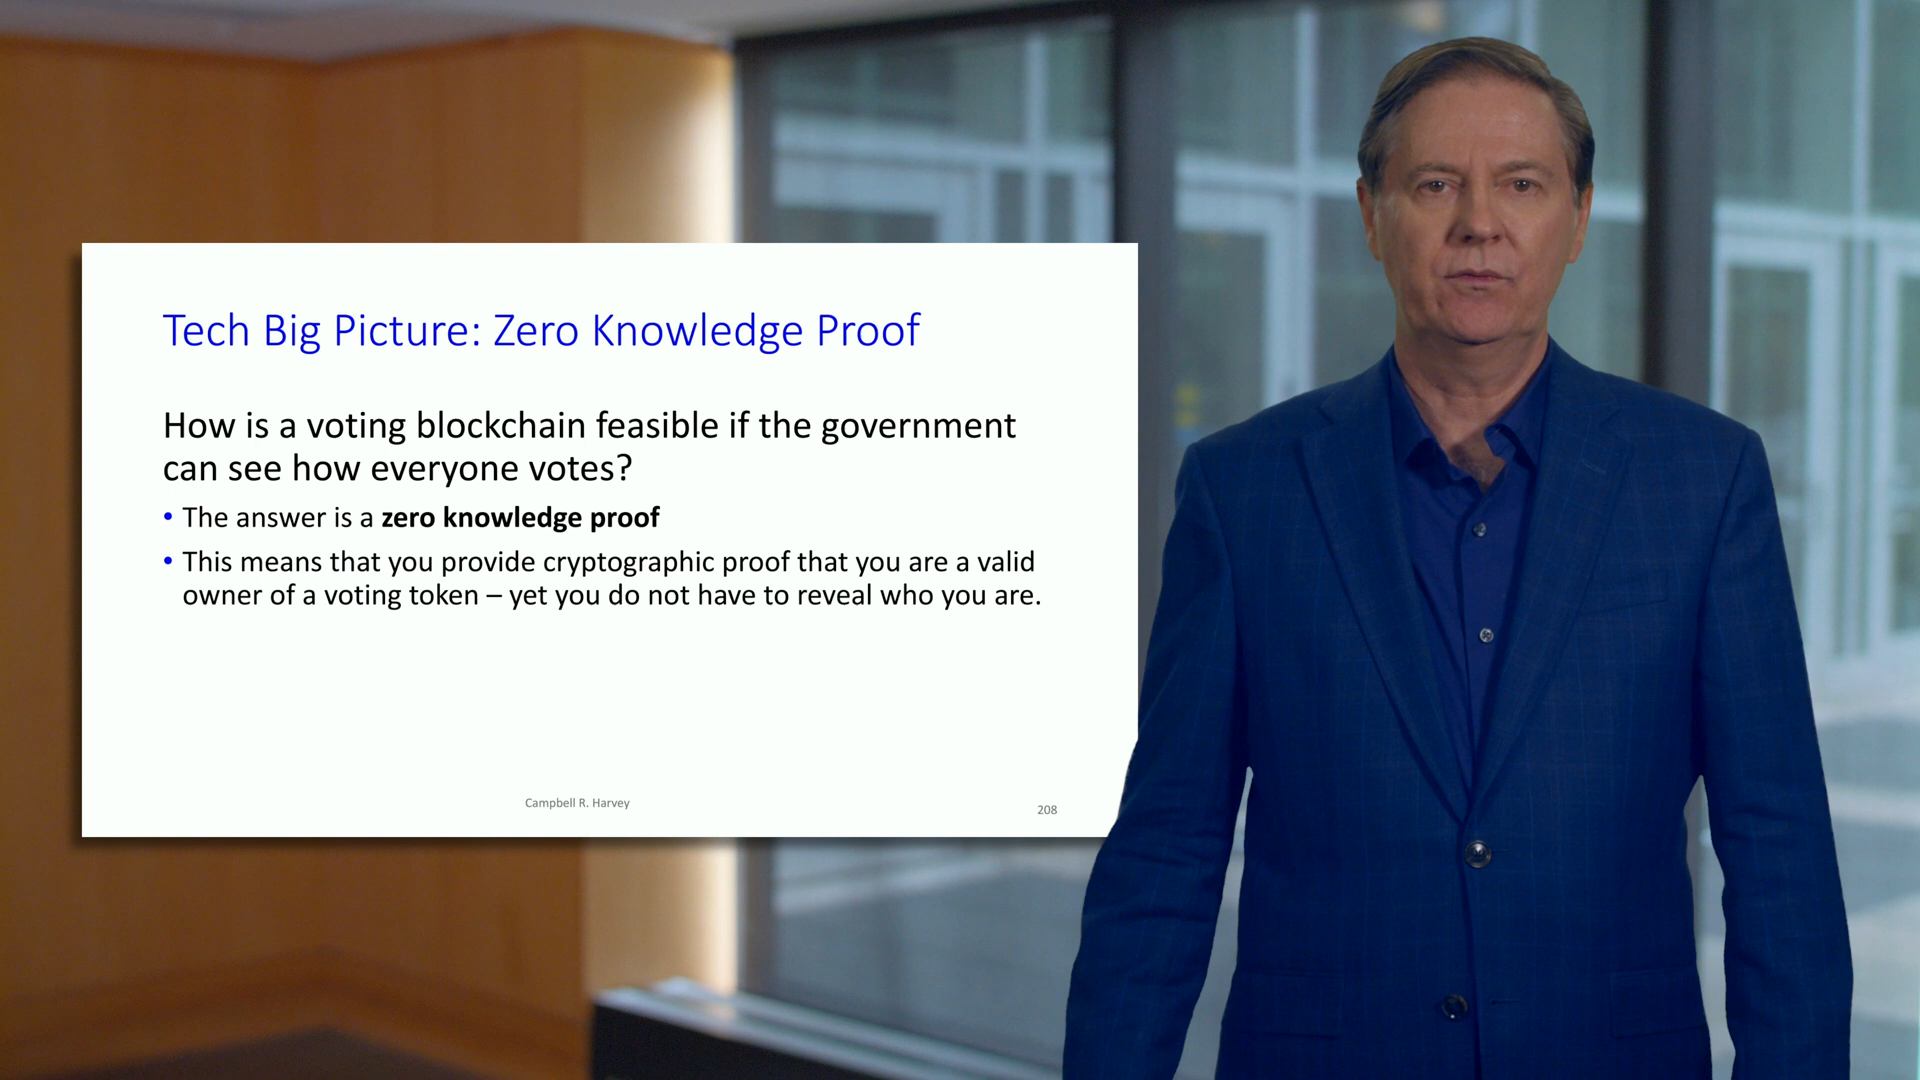 Tech Big Picture: Zero Knowledge Proof
How is a voting blockchain feasible if the government
can see how everyone votes?
• The answer is a zero knowledge proof
• This means that you provide cryptographic proof that you are a valid
owner of a voting token – yet you do not have to reveal who you are.
Campbell R. Harvey
208